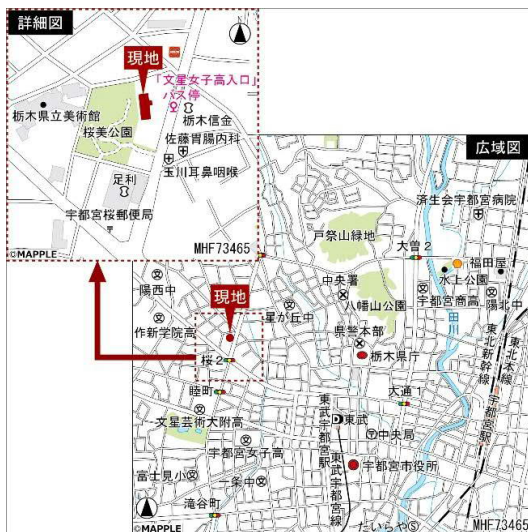 詳細図
現地
「文星女子高入口」
バス停
栃木県立美術館
桜美公園
栃木信金
佐藤胃腸内科
玉川耳鼻咽喉
足利
宇都宮桜郵便局
©MAPPLE
MHF73465
広域図
済生会宇都宮病院
戸祭山緑地
大曽2
福田屋
水上公園
陽西中
中央署
宇都宮商高
陽北中
現地
星が丘中
八幡山公園
田川
作新学院高
県警本部
東北新幹線
東北本線
桜2
栃木県庁
睦町
大通1
宇都宮駅
文星芸術大附高
東武
東武宇都宮駅
中央局
宇都宮女子高
東武宇都宮線
富士見小
一条中
宇都宮市役所
滝谷町
たいらや
©MAPPLE
MHF73465